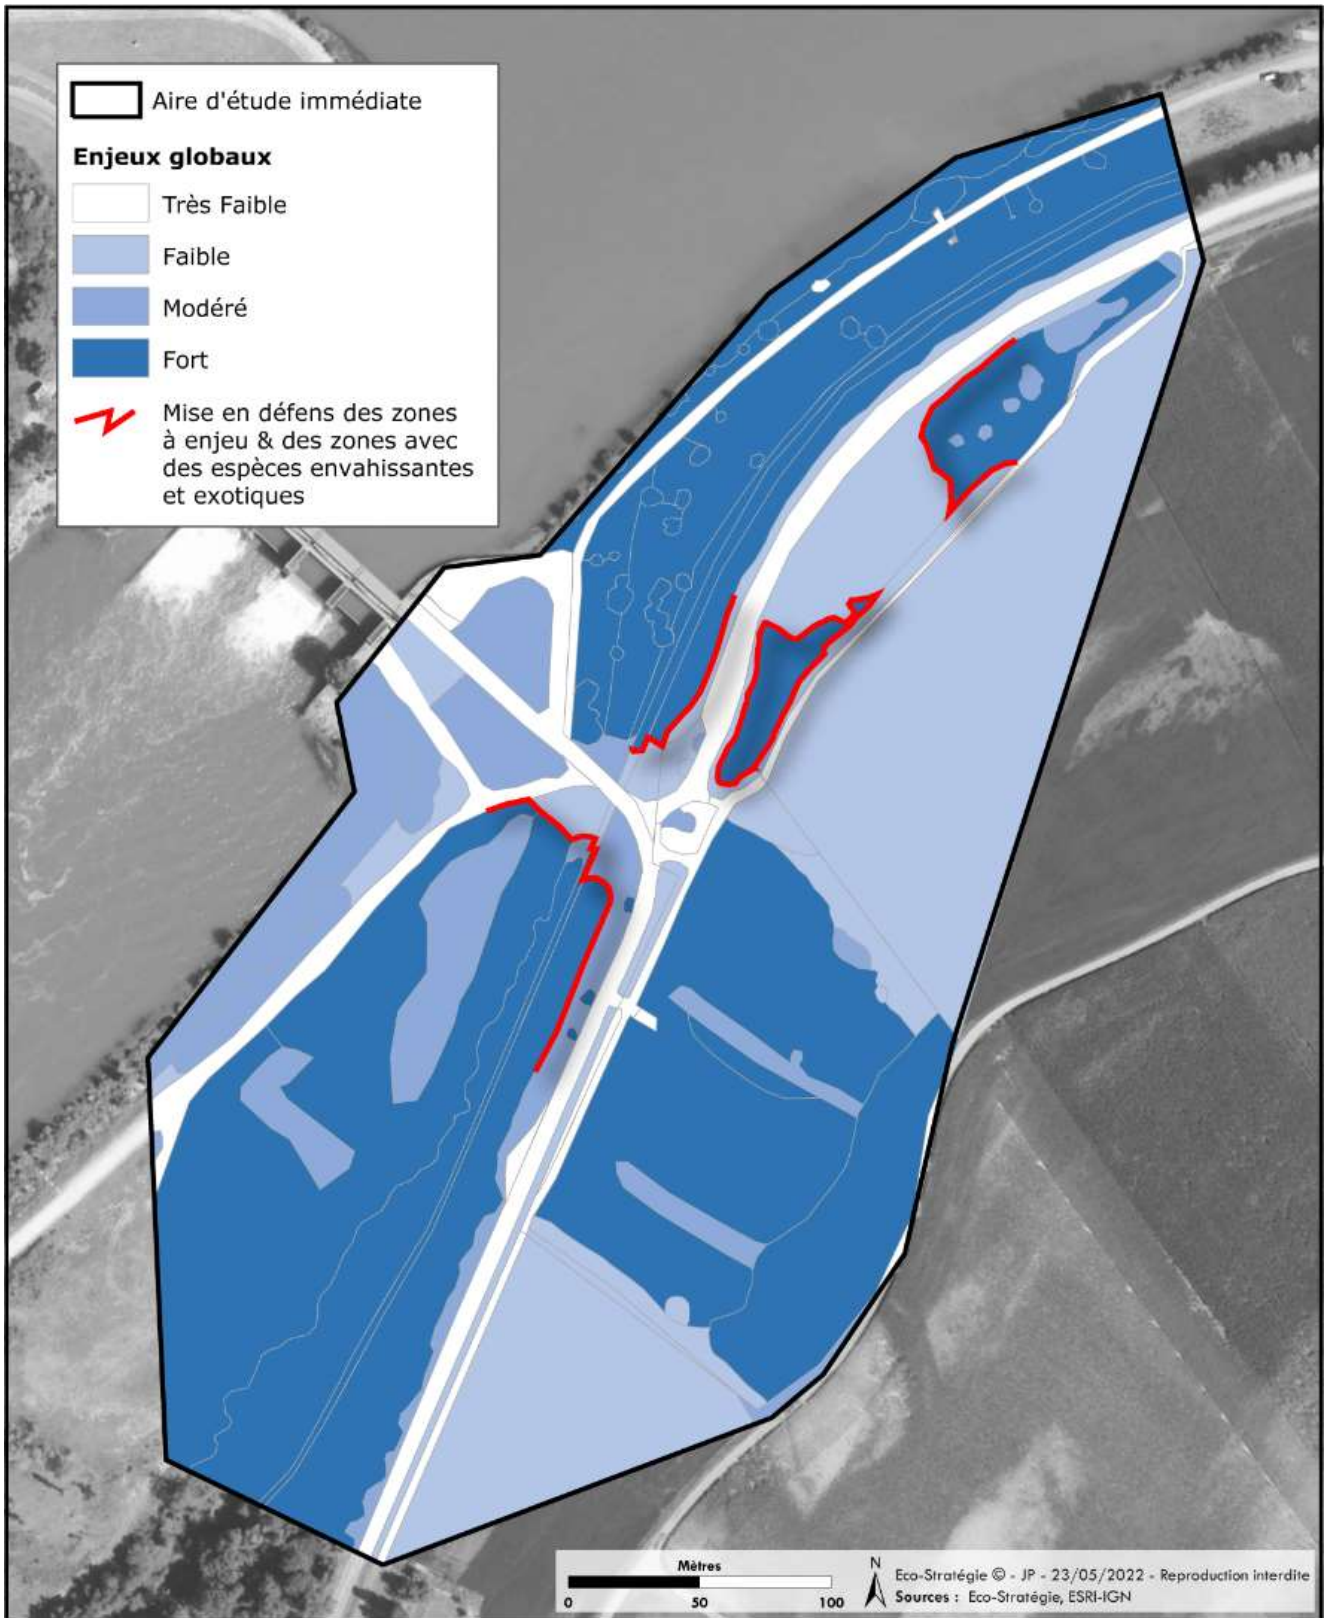 Aire d'étude immédiate
Enjeux globaux
Très Faible
Faible
Modéré
Fort
Mise en défens des zones
à enjeu & des zones avec
des espèces envahissantes
et exotiques
Mètres
0 50 100
N
Eco-Stratégie © - JP - 23/05/2022 - Reproduction interdite
Sources : Eco-Stratégie, ESRI-IGN